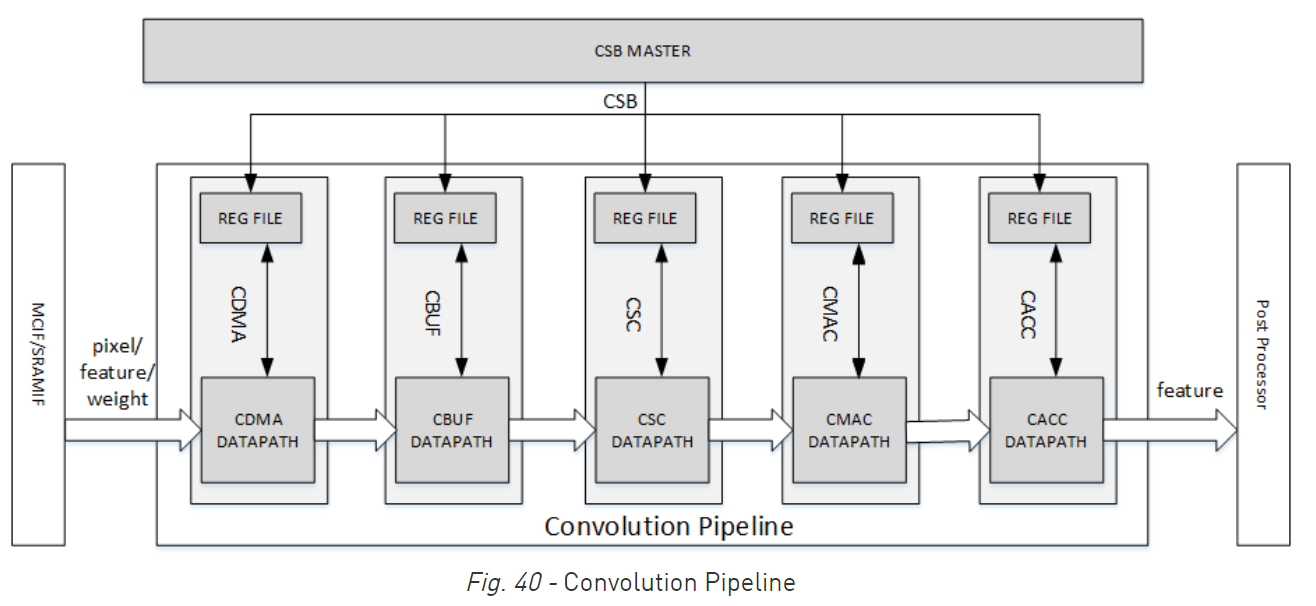 CSB MASTER
CSB
REG FILE
REG FILE
REG FILE
REG FILE
REG FILE
CDMA
CBUF
CSC
CMAC
CACC
MCIF/SRAMIF
pixel/
feature/
weight
CDMA
DATAPATH
CBUF
DATAPATH
CSC
DATAPATH
CMAC
DATAPATH
CACC
DATAPATH
feature
Post Processor
Convolution Pipeline
Fig. 40 - Convolution Pipeline